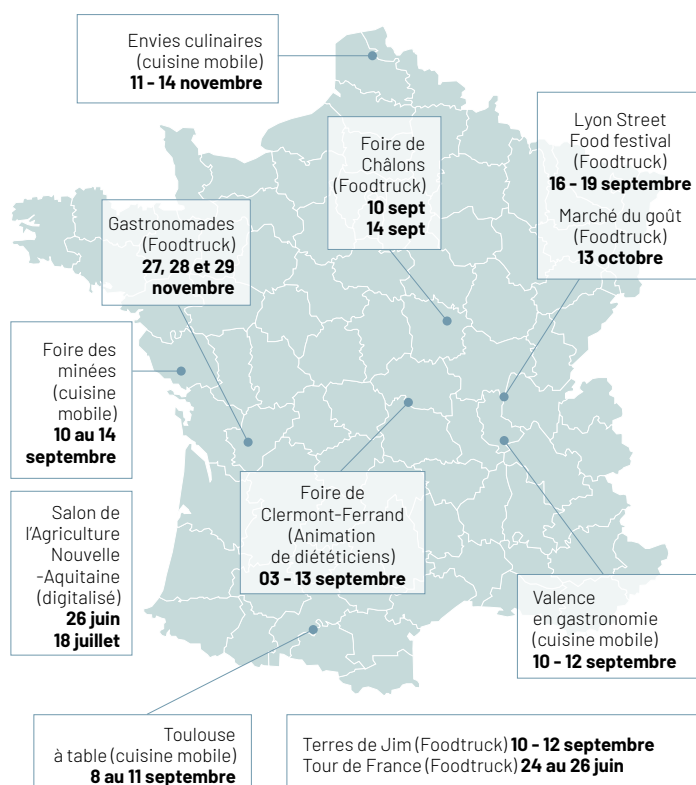 Envies culinaires
(cuisine mobile)
11 - 14 novembre
Lyon Street
Food festival
(Foodtruck)
16 - 19 septembre
Marché du goût
(Foodtruck)
13 octobre
Foire de
Châlons
(Foodtruck)
10 sept
14 sept
Gastronomades
(Foodtruck)
27, 28 et 29
novembre
Foire des
minées
(cuisine
mobile)
10 au 14
septembre
Foire de
Clermont-Ferrand
(Animation
de diététiciens)
03 - 13 septembre
Salon de
l'Agriculture
Nouvelle
-Aquitaine
(digitalisé)
26 juin
18 juillet
Valence
en gastronomie
(cuisine mobile)
10 - 12 septembre
Toulouse
à table (cuisine mobile)
8 au 11 septembre
Terres de Jim (Foodtruck) 10 - 12 septembre
Tour de France (Foodtruck) 24 au 26 juin